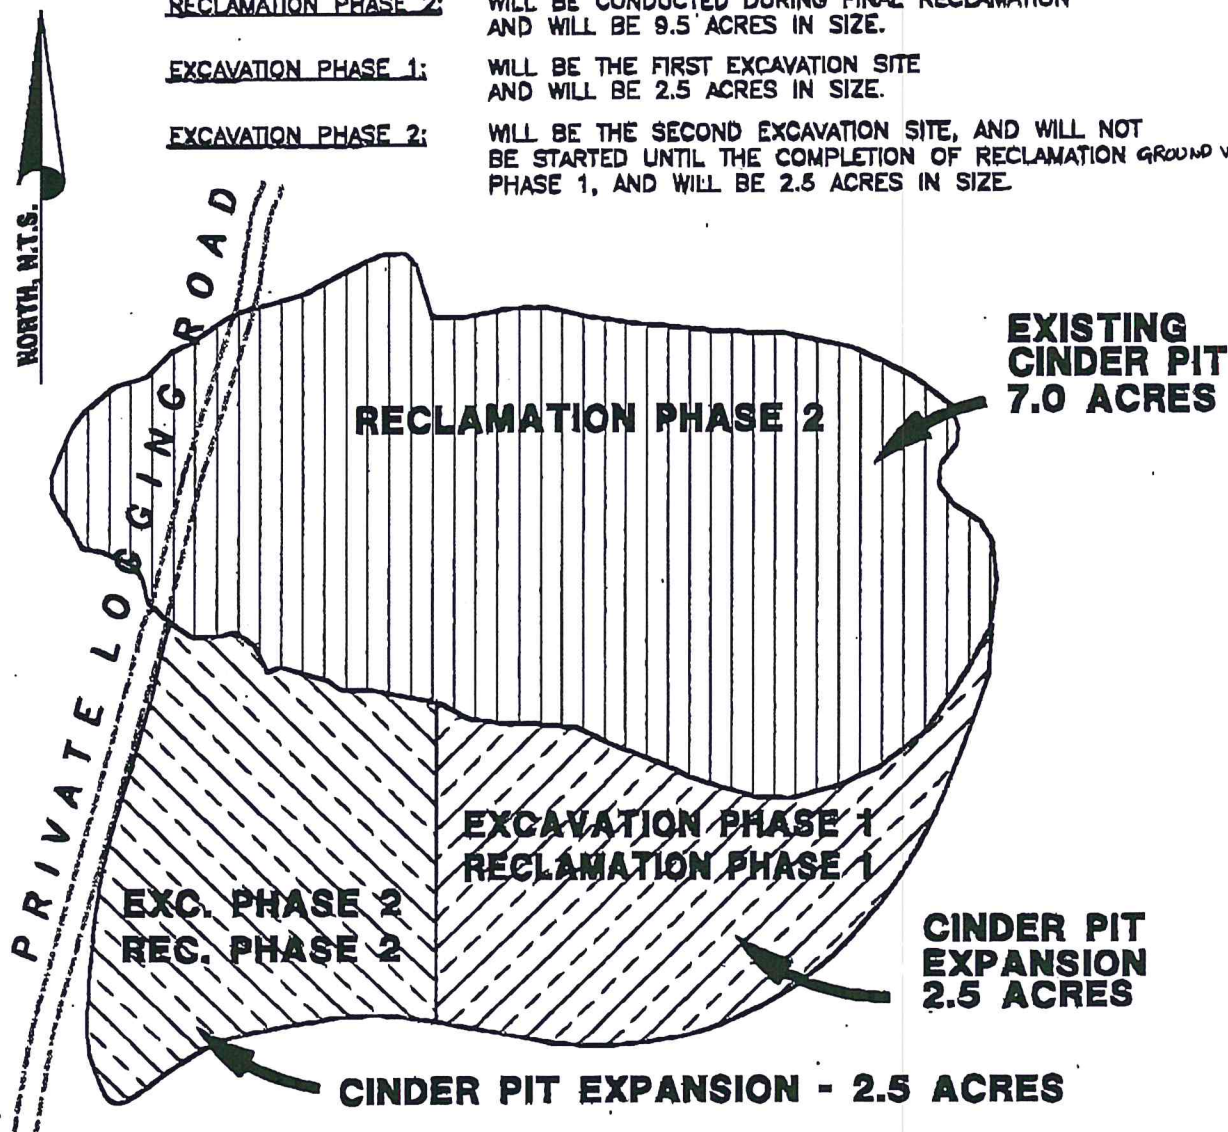 RECLAMATION PHASE 2: WILL BE CONDUCTED DURING FINAL RECLAMATION
AND WILL BE 9.5 ACRES IN SIZE.
EXCAVATION PHASE 1: WILL BE THE FIRST EXCAVATION SITE
AND WILL BE 2.5 ACRES IN SIZE.
EXCAVATION PHASE 2: WILL BE THE SECOND EXCAVATION SITE, AND WILL NOT
BE STARTED UNTIL THE COMPLETION OF RECLAMATION GROUND
PHASE 1, AND WILL BE 2.5 ACRES IN SIZE
NORTH, N.T.S.
PRIVATE LOGGING ROAD
EXISTING
CINDER PIT
7.0 ACRES
RECLAMATION PHASE 2
EXCAVATION PHASE 1
RECLAMATION PHASE 1
EXC. PHASE 2
REC. PHASE 2
CINDER PIT
EXPANSION
2.5 ACRES
CINDER PIT EXPANSION - 2.5 ACRES